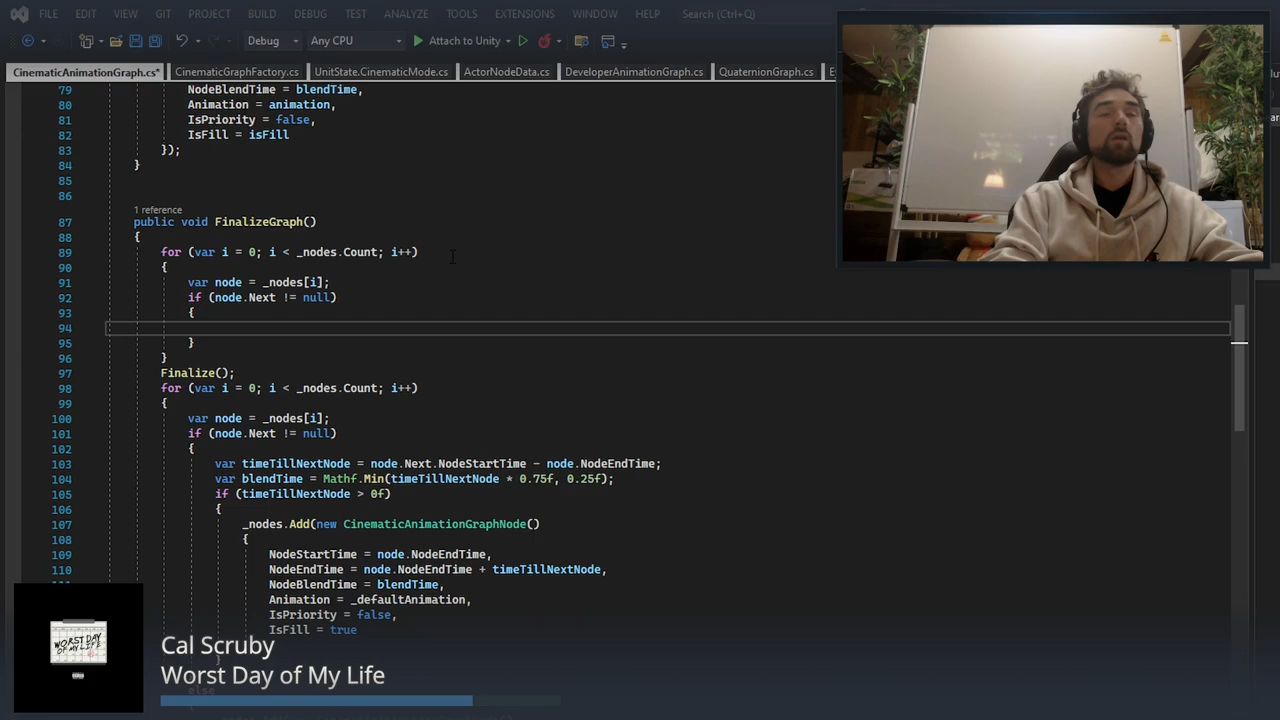 FILE EDIT VIEW GIT PROJECT BUILD DEBUG TEST ANALYZE TOOLS EXTENSIONS WINDOW HELP Search (Ctrl+Q)
Debug Any CPU Attach to Unity
CinematicAnimationGraph.cs* CinematicGraphFactory.cs UnitState.CinematicMode.cs ActorNodeData.cs DeveloperAnimationGraph.cs QuaternionGraph.cs
79 NodeBlendTime = blendTime,
80 Animation = animation,
81 IsPriority = false,
82 IsFill = isFill
83 });
84 }
85
86
1 reference
87 public void FinalizeGraph()
88 {
89 for (var i = 0; i < _nodes.Count; i++)
90 {
91 var node = _nodes[i];
92 if (node.Next != null)
93 {
94
95 }
96 }
97 Finalize();
98 for (var i = 0; i < _nodes.Count; i++)
99 {
100 var node = _nodes[i];
101 if (node.Next != null)
102 {
103 var timeTillNextNode = node.Next.NodeStartTime - node.NodeEndTime;
104 var blendTime = Mathf.Min(timeTillNextNode * 0.75f, 0.25f);
105 if (timeTillNextNode > 0f)
106 {
107 _nodes.Add(new CinematicAnimationGraphNode()
108 {
109 NodeStartTime = node.NodeEndTime,
110 NodeEndTime = node.NodeEndTime + timeTillNextNode,
NodeBlendTime = blendTime,
Animation = _defaultAnimation,
IsPriority = false,
IsFill = true
else
WORST DAY
OF MY LIFE
Cal Scruby
Worst Day of My Life